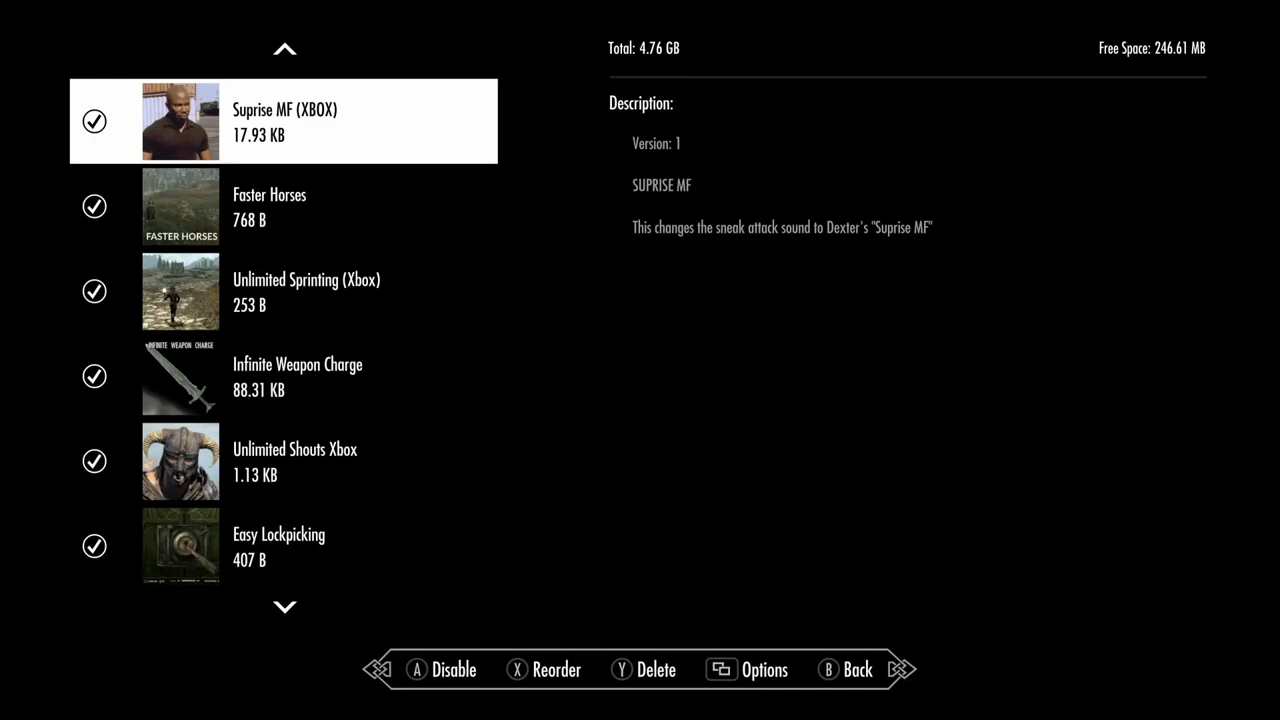 Total: 4.76 GB
Free Space: 246.61 MB
Suprise MF (XBOX)
17.93 KB
Faster Horses
768 B
FASTER HORSES
Unlimited Sprinting (Xbox)
253 B
INFINITE WEAPON CHARGE
Infinite Weapon Charge
88.31 KB
Unlimited Shouts Xbox
1.13 KB
Easy Lockpicking
407 B
Description:
Version: 1
SUPRISE MF
This changes the sneak attack sound to Dexter's "Suprise MF"
A Disable X Reorder Y Delete Options B Back